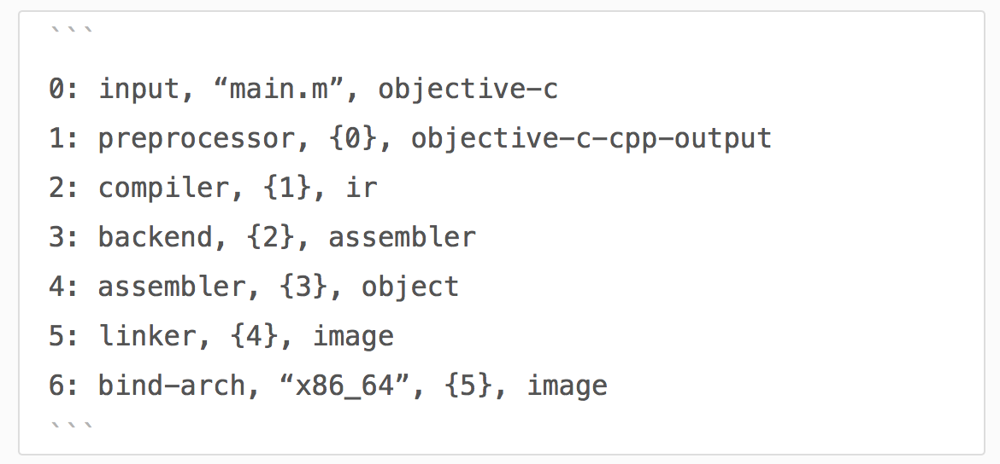 ```
0: input, “main.m”, objective-c
1: preprocessor, {0}, objective-c-cpp-output
2: compiler, {1}, ir
3: backend, {2}, assembler
4: assembler, {3}, object
5: linker, {4}, image
6: bind-arch, “x86_64”, {5}, image
```